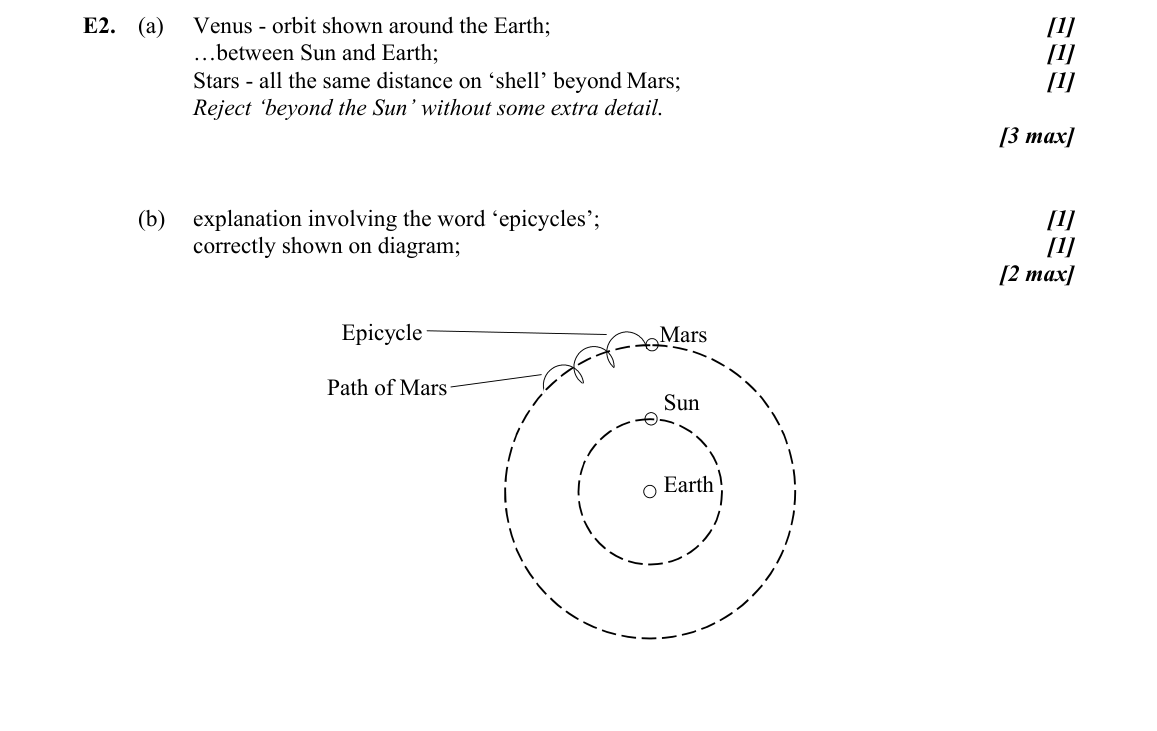 E2. (a) Venus - orbit shown around the Earth; [1]
…between Sun and Earth; [1]
Stars - all the same distance on ‘shell’ beyond Mars; [1]
Reject ‘beyond the Sun’ without some extra detail.
[3 max]
(b) explanation involving the word ‘epicycles’; [1]
correctly shown on diagram; [1]
[2 max]
Epicycle
Mars
Path of Mars
Sun
Earth